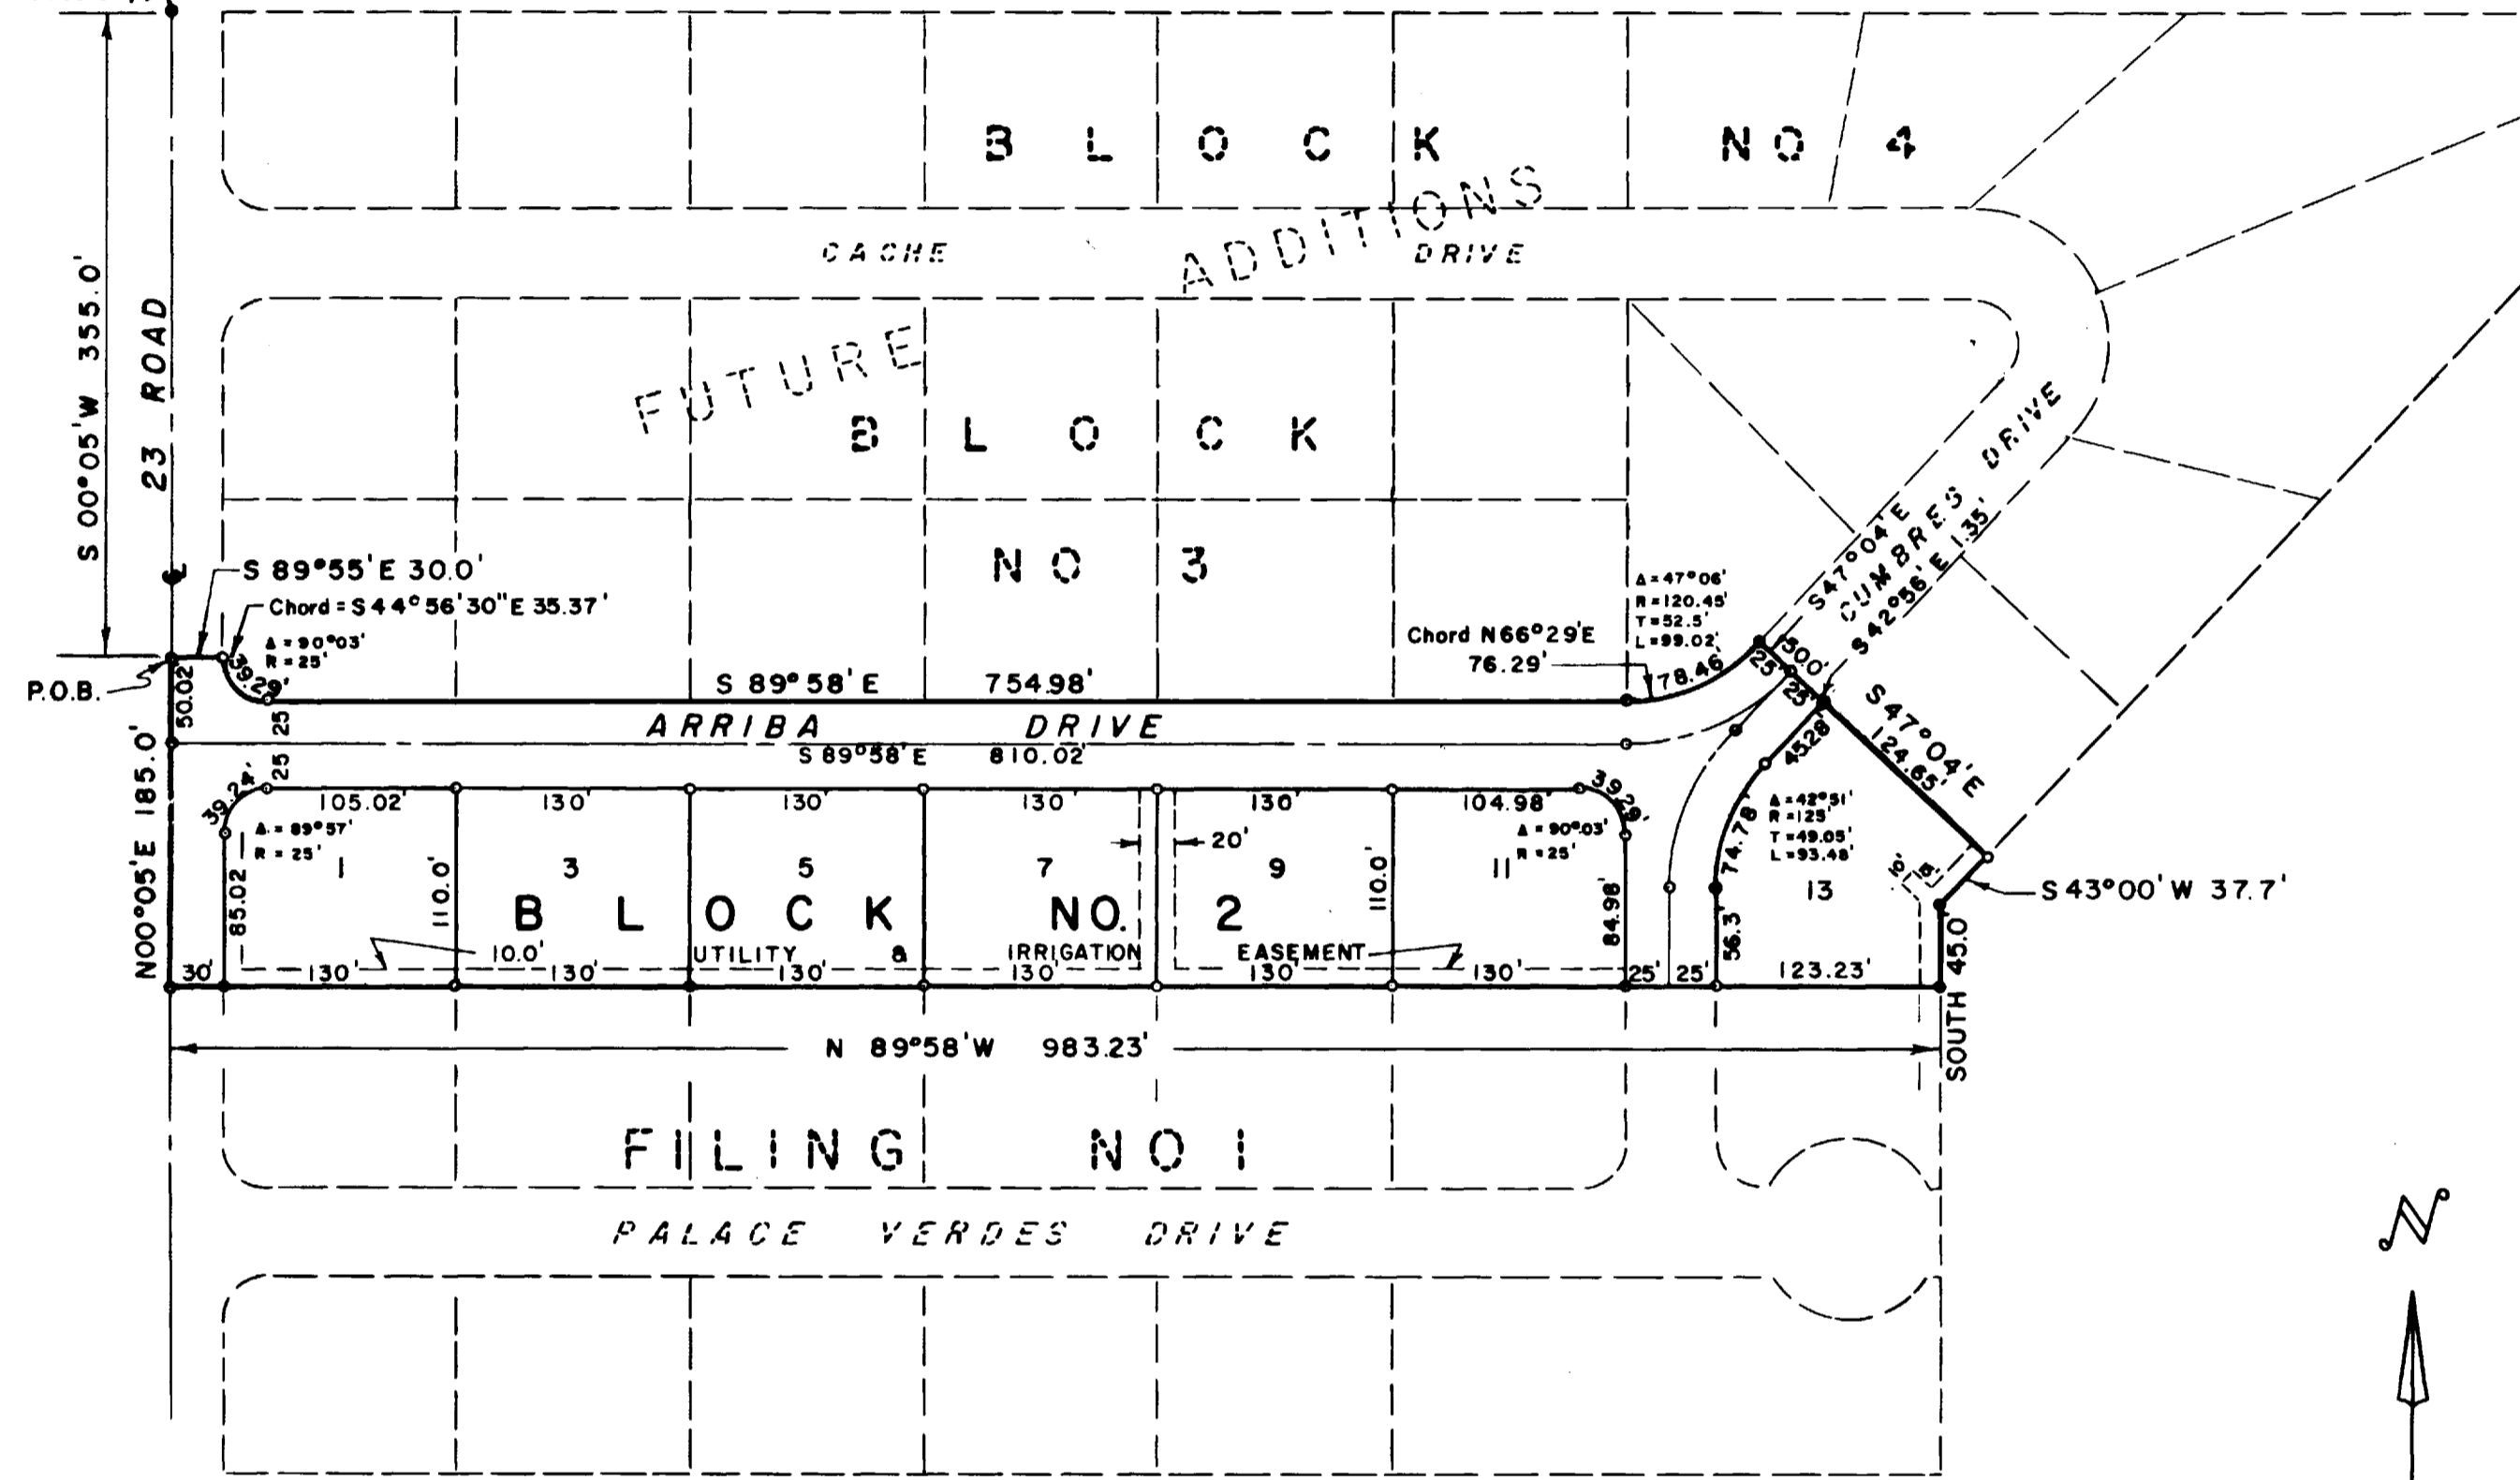 BLOCK NO 4
CACHE DRIVE
FUTURE ADDITIONS
S 00°05'W 355.0'
23 ROAD
BLOCK
NO 3
S 89°55'E 30.0'
Chord = S44°56'30"E 35.37'
Δ = 90°03'
R = 25'
39.29'
P.O.B.
50.02
S 89°58'E 754.98'
Chord N66°29'E
76.29'
Δ = 47°06'
R = 120.45'
T = 52.5'
L = 99.02'
78.46'
S 47°04'E
50.0'
25'
25'
CUMBRES DRIVE
S 42°56' E 1.35'
ARRIBA DRIVE
25
S 89°58'E 810.02'
25
N00°05'E 185.0'
105.02'
130'
130'
130'
130'
104.98'
39.29'
Δ = 89°57'
R = 25'
85.02
110.0'
20'
110.0'
Δ = 90°03'
R = 25'
84.98'
1
3
5
7
9
11
13
BLOCK NO. 2
10.0' UTILITY & IRRIGATION EASEMENT
30'
130'
130'
130'
130'
130'
130'
25'
25'
123.23'
45.28'
74.78
56.3'
Δ = 42°51'
R = 125'
T = 49.05'
L = 93.48'
S 47°04'E
124.65'
S 43°00' W 37.7'
SOUTH 45.0'
N 89°58'W 983.23'
FILING NO 1
PALACE VERDES DRIVE
N